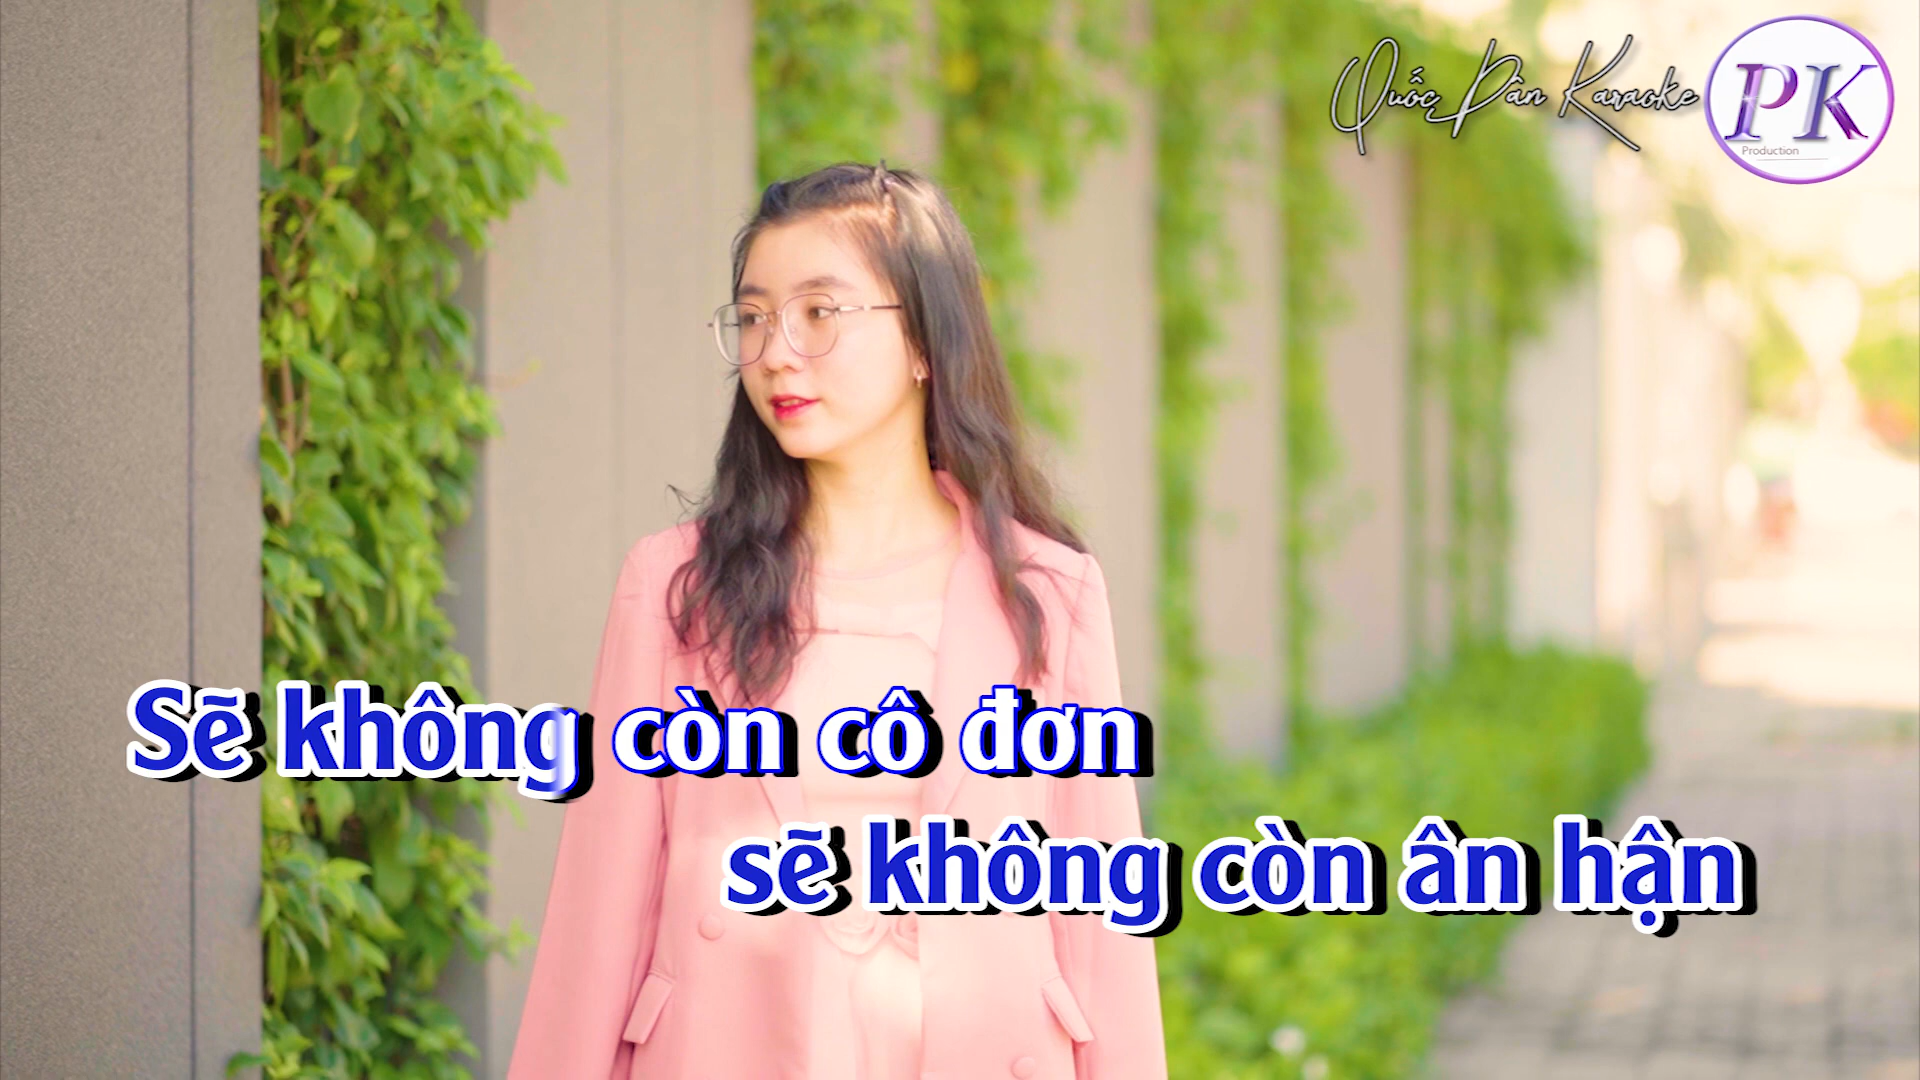 Quốc Dân Karaoke
PK
Production
Sẽ không còn cô đơn
sẽ không còn ân hận